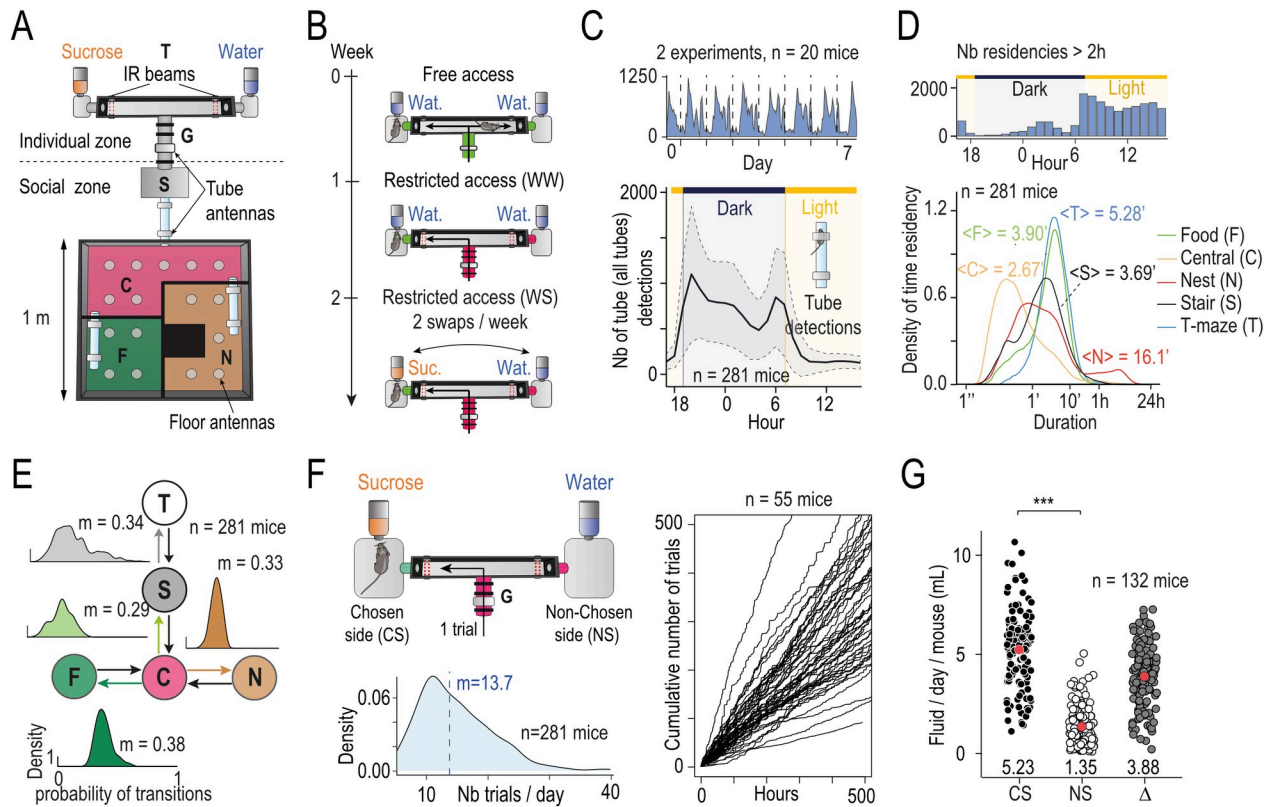 A
Sucrose
T
Water
IR beams
G
Individual zone
Social zone
S
Tube
antennas
C
1 m
F
N
Floor antennas
B
Week
0
Free access
Wat.
Wat.
1
Restricted access (WW)
Wat.
Wat.
2
Restricted access (WS)
2 swaps / week
Suc.
Wat.
C
2 experiments, n = 20 mice
1250
0
0
7
Day
2000
Dark
Light
Nb of tube (all tubes)
detections
Tube
detections
0
n = 281 mice
18
0
6
12
Hour
D
Nb residencies > 2h
2000
Dark
Light
0
18
0
6
12
Hour
n = 281 mice
1.2
<T> = 5.28'
<F> = 3.90'
<C> = 2.67'
<S> = 3.69'
<N> = 16.1'
Food (F)
Central (C)
Nest (N)
Stair (S)
T-maze (T)
Density of time residency
0.6
0.0
1''
1'
10'
1h
24h
Duration
E
T
m = 0.34
n = 281 mice
m = 0.33
S
m = 0.29
F
C
N
Density
1
m = 0.38
0
1
probability of transitions
F
Sucrose
Water
G
Chosen
side (CS)
1 trial
Non-Chosen
side (NS)
m=13.7
n=281 mice
Density
0.06
0.00
10
40
Nb trials / day
n = 55 mice
500
Cumulative number of trials
0
0
500
Hours
G
***
10
n = 132 mice
Fluid / day / mouse (mL)
5
0
5.23
1.35
3.88
CS
NS
Δ